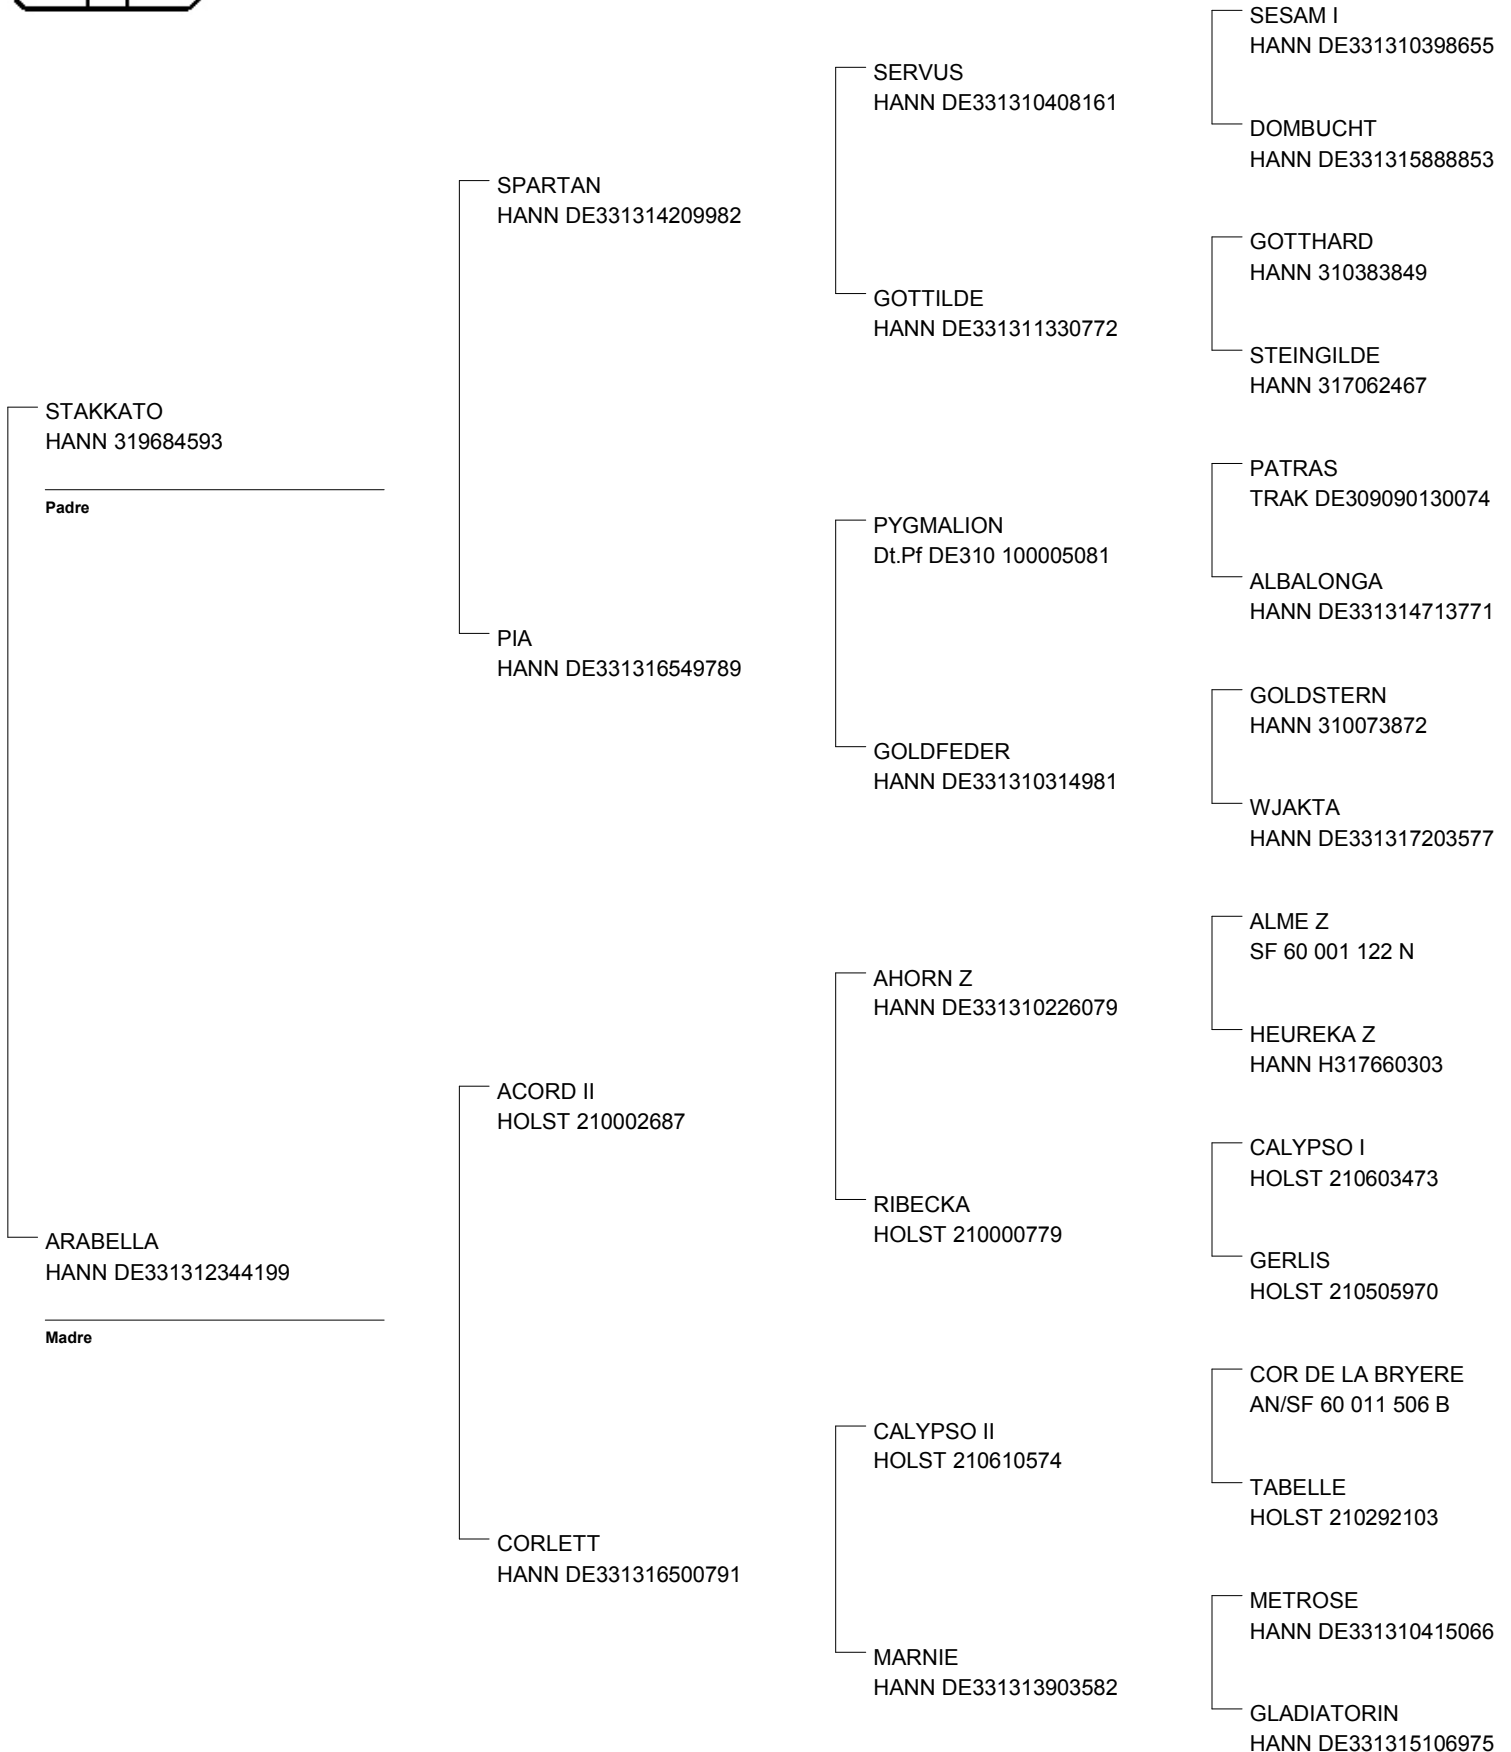 SESAM I
HANN DE331310398655
SERVUS
HANN DE331310408161
DOMBUCHT
HANN DE331315888853
SPARTAN
HANN DE331314209982
GOTTHARD
HANN 310383849
GOTTILDE
HANN DE331311330772
STEINGILDE
HANN 317062467
STAKKATO
HANN 319684593
Padre
PATRAS
TRAK DE309090130074
PYGMALION
Dt.Pf DE310 100005081
ALBALONGA
HANN DE331314713771
PIA
HANN DE331316549789
GOLDSTERN
HANN 310073872
GOLDFEDER
HANN DE331310314981
WJAKTA
HANN DE331317203577
ALME Z
SF 60 001 122 N
AHORN Z
HANN DE331310226079
HEUREKA Z
HANN H317660303
ACORD II
HOLST 210002687
CALYPSO I
HOLST 210603473
RIBECKA
HOLST 210000779
GERLIS
HOLST 210505970
ARABELLA
HANN DE331312344199
Madre
COR DE LA BRYERE
AN/SF 60 011 506 B
CALYPSO II
HOLST 210610574
TABELLE
HOLST 210292103
CORLETT
HANN DE331316500791
METROSE
HANN DE331310415066
MARNIE
HANN DE331313903582
GLADIATORIN
HANN DE331315106975